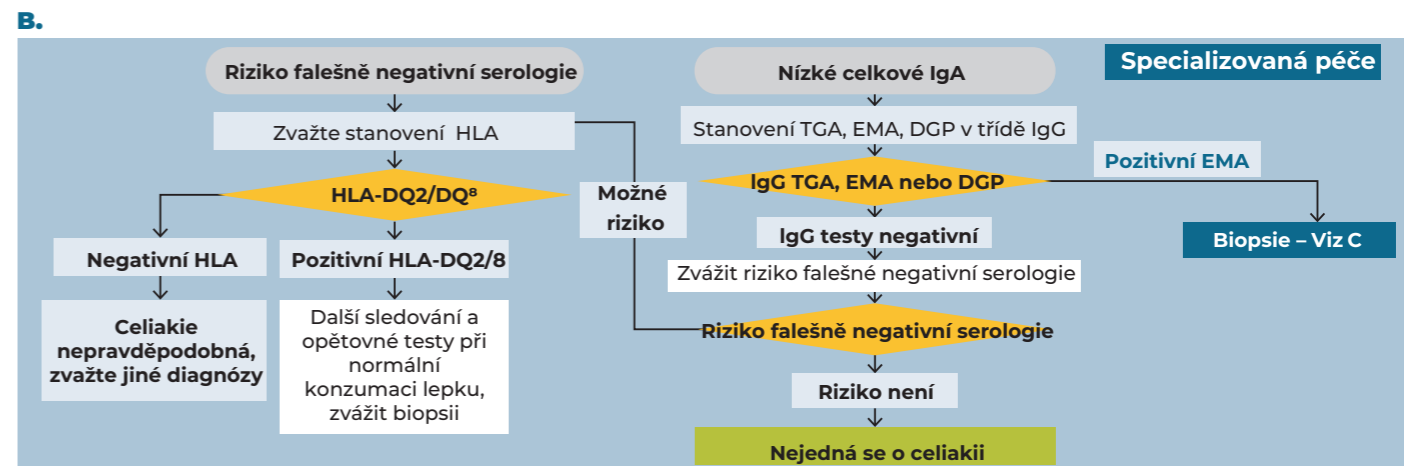 B.
Specializovaná péče
Riziko falešně negativní serologie
Zvažte stanovení HLA
HLA-DQ2/DQ⁸
Negativní HLA
Celiakie
nepravděpodobná,
zvažte jiné diagnózy
Pozitivní HLA-DQ2/8
Další sledování a
opětovné testy při
normální
konzumaci lepku,
zvážit biopsii
Možné
riziko
Nízké celkové IgA
Stanovení TGA, EMA, DGP v třídě IgG
IgG TGA, EMA nebo DGP
Pozitivní EMA
Biopsie – Viz C
IgG testy negativní
Zvážit riziko falešné negativní serologie
Riziko falešně negativní serologie
Riziko není
Nejedná se o celiakii